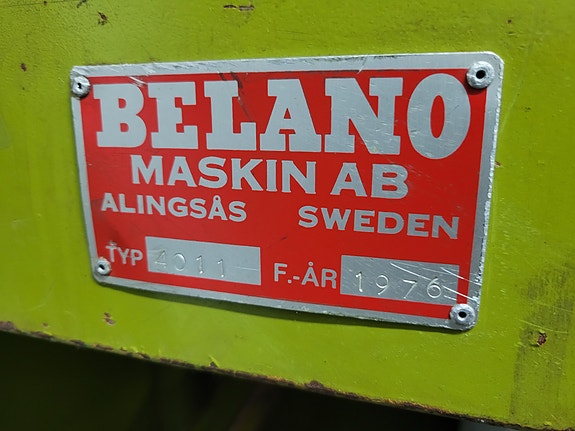 BELANO
MASKIN AB
ALINGSÅS SWEDEN
TYP 4011 F.-ÅR 1976